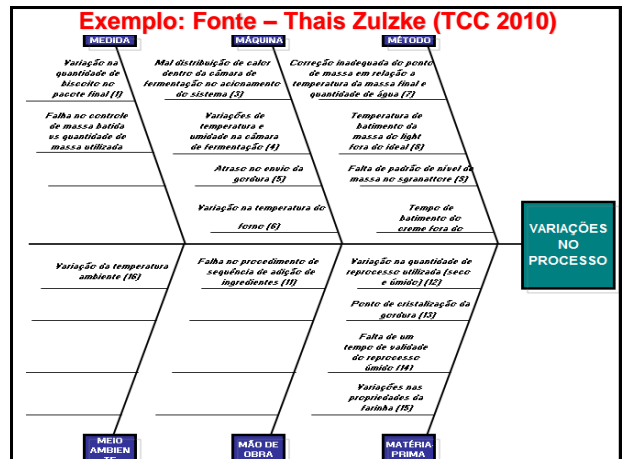 Exemplo: Fonte – Thais Zulzke (TCC 2010)
MEDIDA
MÁQUINA
MÉTODO
Variação na
quantidade de
biscoito no
pacote final (1)
Falha no controle
de massa batida
vs quantidade de
massa utilizada
Mal distribuição de calor
dentro da câmara de
fermentação no acionamento
do sistema (3)
Variações de
temperatura e
umidade na câmara
de fermentação (4)
Atraso no envio da
gordura (5)
Variação na temperatura do
forno (6)
Correção inadequada do ponto
de massa em relação a
temperatura da massa final e
quantidade de água (7)
Temperatura de
batimento da
massa do light
fora do ideal (8)
Falta de padrão de nível de
massa no sgranattore (9)
Tempo de
batimento do
creme fora do
VARIAÇÕES
NO
PROCESSO
Variação da temperatura
ambiente (16)
Falha no procedimento de
sequência de adição de
ingredientes (11)
Variação na quantidade de
reprocesso utilizada (seco
e úmido) (12)
Ponto de cristalização da
gordura (13)
Falta de um
tempo de validade
do reprocesso
úmido (14)
Variações nas
propriedades da
farinha (15)
MEIO
AMBIEN
TE
MÃO DE
OBRA
MATÉRIA
PRIMA